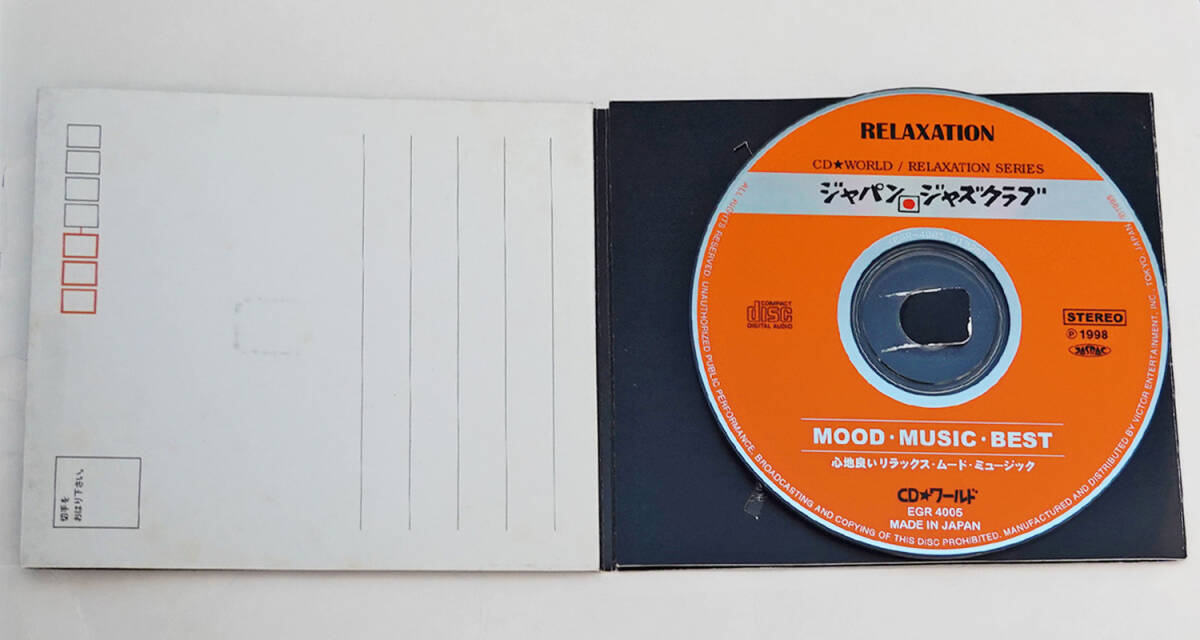 切手を
おはり下さい。
RELAXATION
CD★WORLD / RELAXATION SERIES
ジャパン ジャズクラブ
COMPACT
disc
DIGITAL AUDIO
STEREO
Ⓟ 1998
JASRAC
MOOD・MUSIC・BEST
心地良いリラックス・ムード・ミュージック
CD★ワールド
EGR 4005
MADE IN JAPAN
ALL RIGHTS RESERVED. UNAUTHORIZED PUBLIC PERFORMANCE, BROADCASTING AND COPYING OF THIS DISC PROHIBITED. MANUFACTURED AND DISTRIBUTED BY VICTOR ENTERTAINMENT, INC., TOKYO, JAPAN